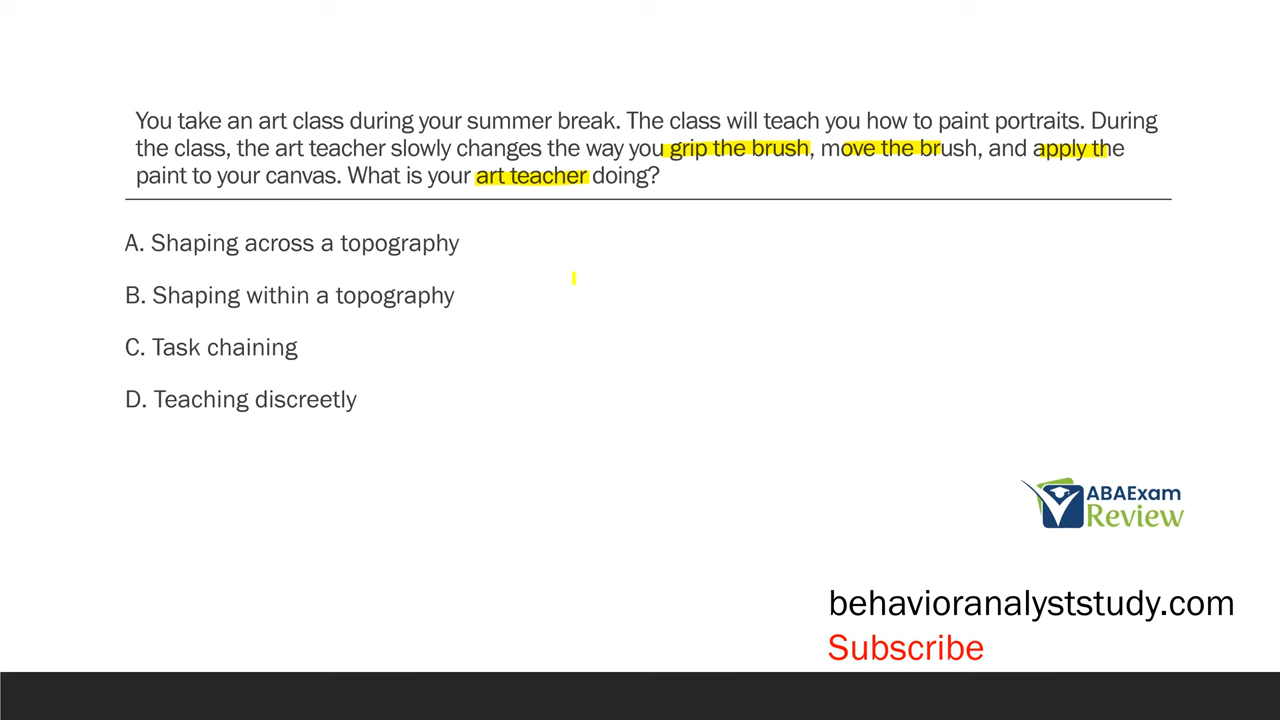 You take an art class during your summer break. The class will teach you how to paint portraits. During
the class, the art teacher slowly changes the way you grip the brush, move the brush, and apply the
paint to your canvas. What is your art teacher doing?
A. Shaping across a topography
B. Shaping within a topography
C. Task chaining
D. Teaching discreetly
ABAExam
Review
behavioranalyststudy.com
Subscribe